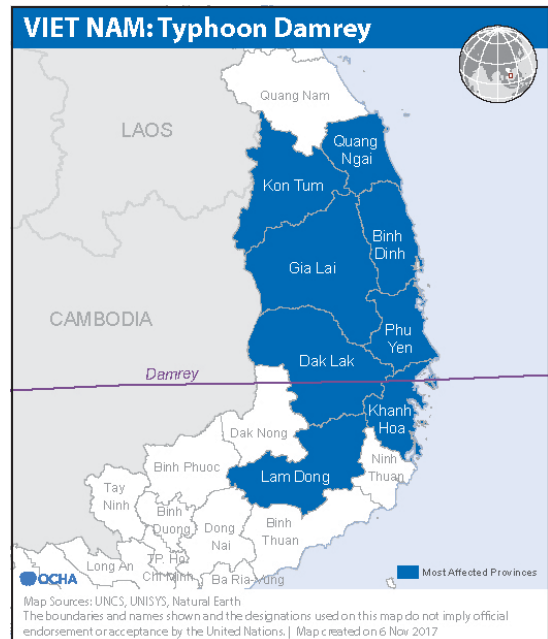 VIET NAM: Typhoon Damrey
Quang Nam
LAOS
Quang
Ngai
Kon Tum
Binh
Dinh
Gia Lai
CAMBODIA
Phu
Yen
Dak Lak
Damrey
Khanh
Hoa
Dak Nong
Ninh
Thuan
Binh Phuoc
Lam Dong
Tay
Ninh
Binh
Duong
Dong
Nai
Binh
Thuan
Long An
TP. Ho
Chi Minh
Ba Ria-Vung
OCHA
Most Affected Provinces
Map Sources: UNCS, UNISYS, Natural Earth
The boundaries and names shown and the designations used on this map do not imply official
endorsement or acceptance by the United Nations. | Map created on 6 Nov 2017